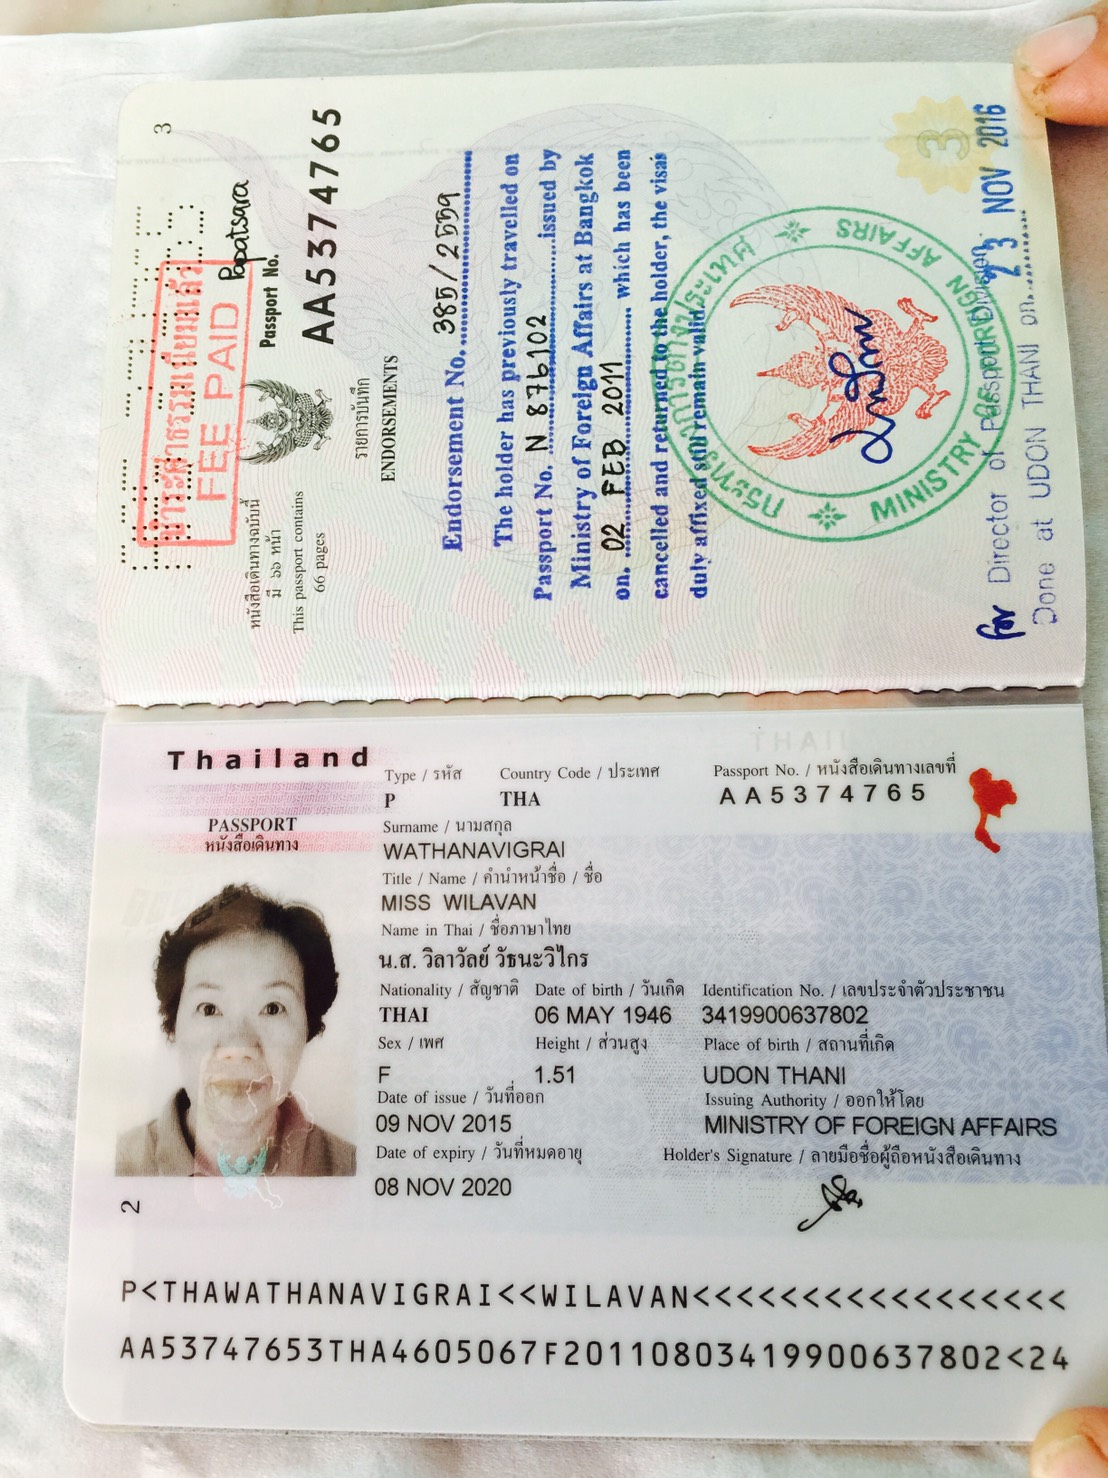 3
ชำระค่าธรรมเนียมแล้ว
FEE PAID
Papatsara
หนังสือเดินทางฉบับนี้
มี ๖๖ หน้า
This passport contains
66 pages
Passport No.
AA5374765
รายการบันทึก
ENDORSEMENTS
Endorsement No. 385/2559
The holder has previously travelled on
Passport No. N 876102 issued by
Ministry of Foreign Affairs at Bangkok
on. 02 FEB 2011 which has been
cancelled and returned to the holder, the visas
duly affixed still remain valid.
กระทรวงการต่างประเทศ
MINISTRY OF FOREIGN AFFAIRS
3
for Director of Passport Division
Done at UDON THANI on 23 NOV 2016
Thailand
PASSPORT
หนังสือเดินทาง
Type / รหัส Country Code / ประเทศ Passport No. / หนังสือเดินทางเลขที่
P THA AA5374765
Surname / นามสกุล
WATHANAVIGRAI
Title / Name / คำนำหน้าชื่อ / ชื่อ
MISS WILAVAN
Name in Thai / ชื่อภาษาไทย
น.ส. วิลาวัลย์ วัธนะวิไกร
Nationality / สัญชาติ Date of birth / วันเกิด Identification No. / เลขประจำตัวประชาชน
THAI 06 MAY 1946 3419900637802
Sex / เพศ Height / ส่วนสูง Place of birth / สถานที่เกิด
F 1.51 UDON THANI
Date of issue / วันที่ออก Issuing Authority / ออกให้โดย
09 NOV 2015 MINISTRY OF FOREIGN AFFAIRS
Date of expiry / วันที่หมดอายุ Holder's Signature / ลายมือชื่อผู้ถือหนังสือเดินทาง
08 NOV 2020
2
P<THAWATHANAVIGRAI<<WILAVAN<<<<<<<<<<<<<<<<<
AA53747653THA4605067F20110803419900637802<24